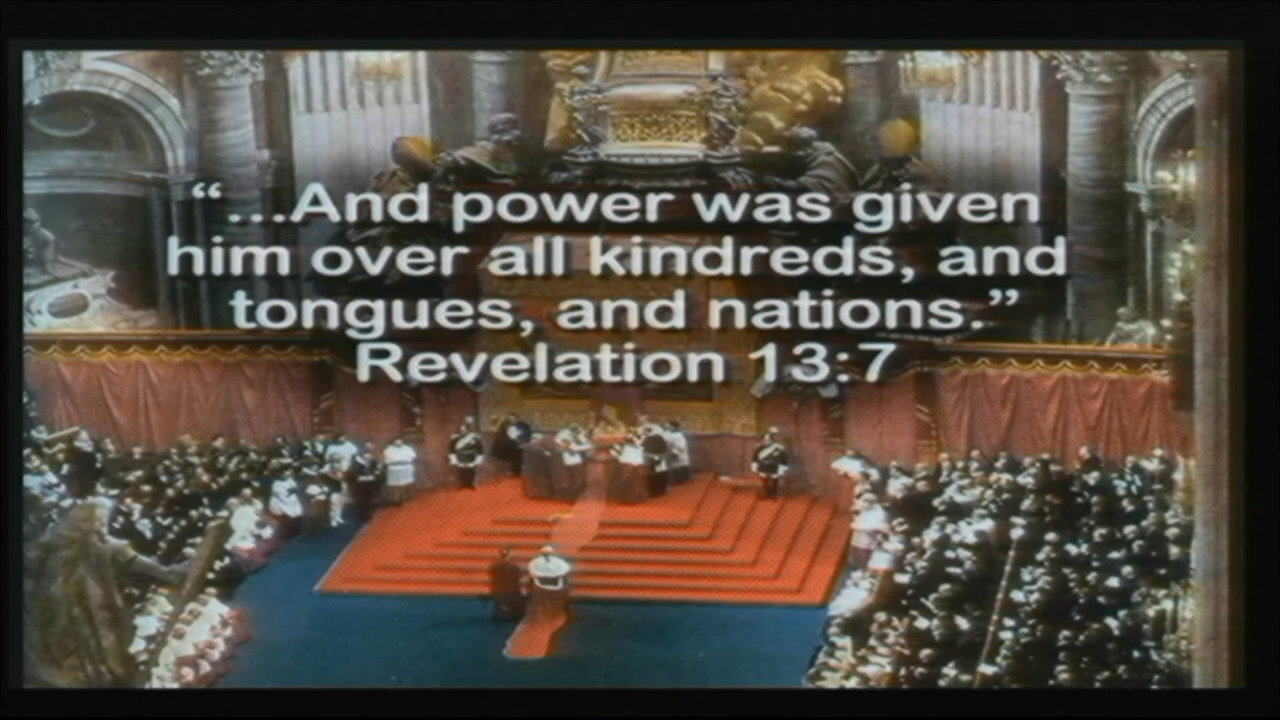 “...And power was given
him over all kindreds, and
tongues, and nations.”
Revelation 13:7